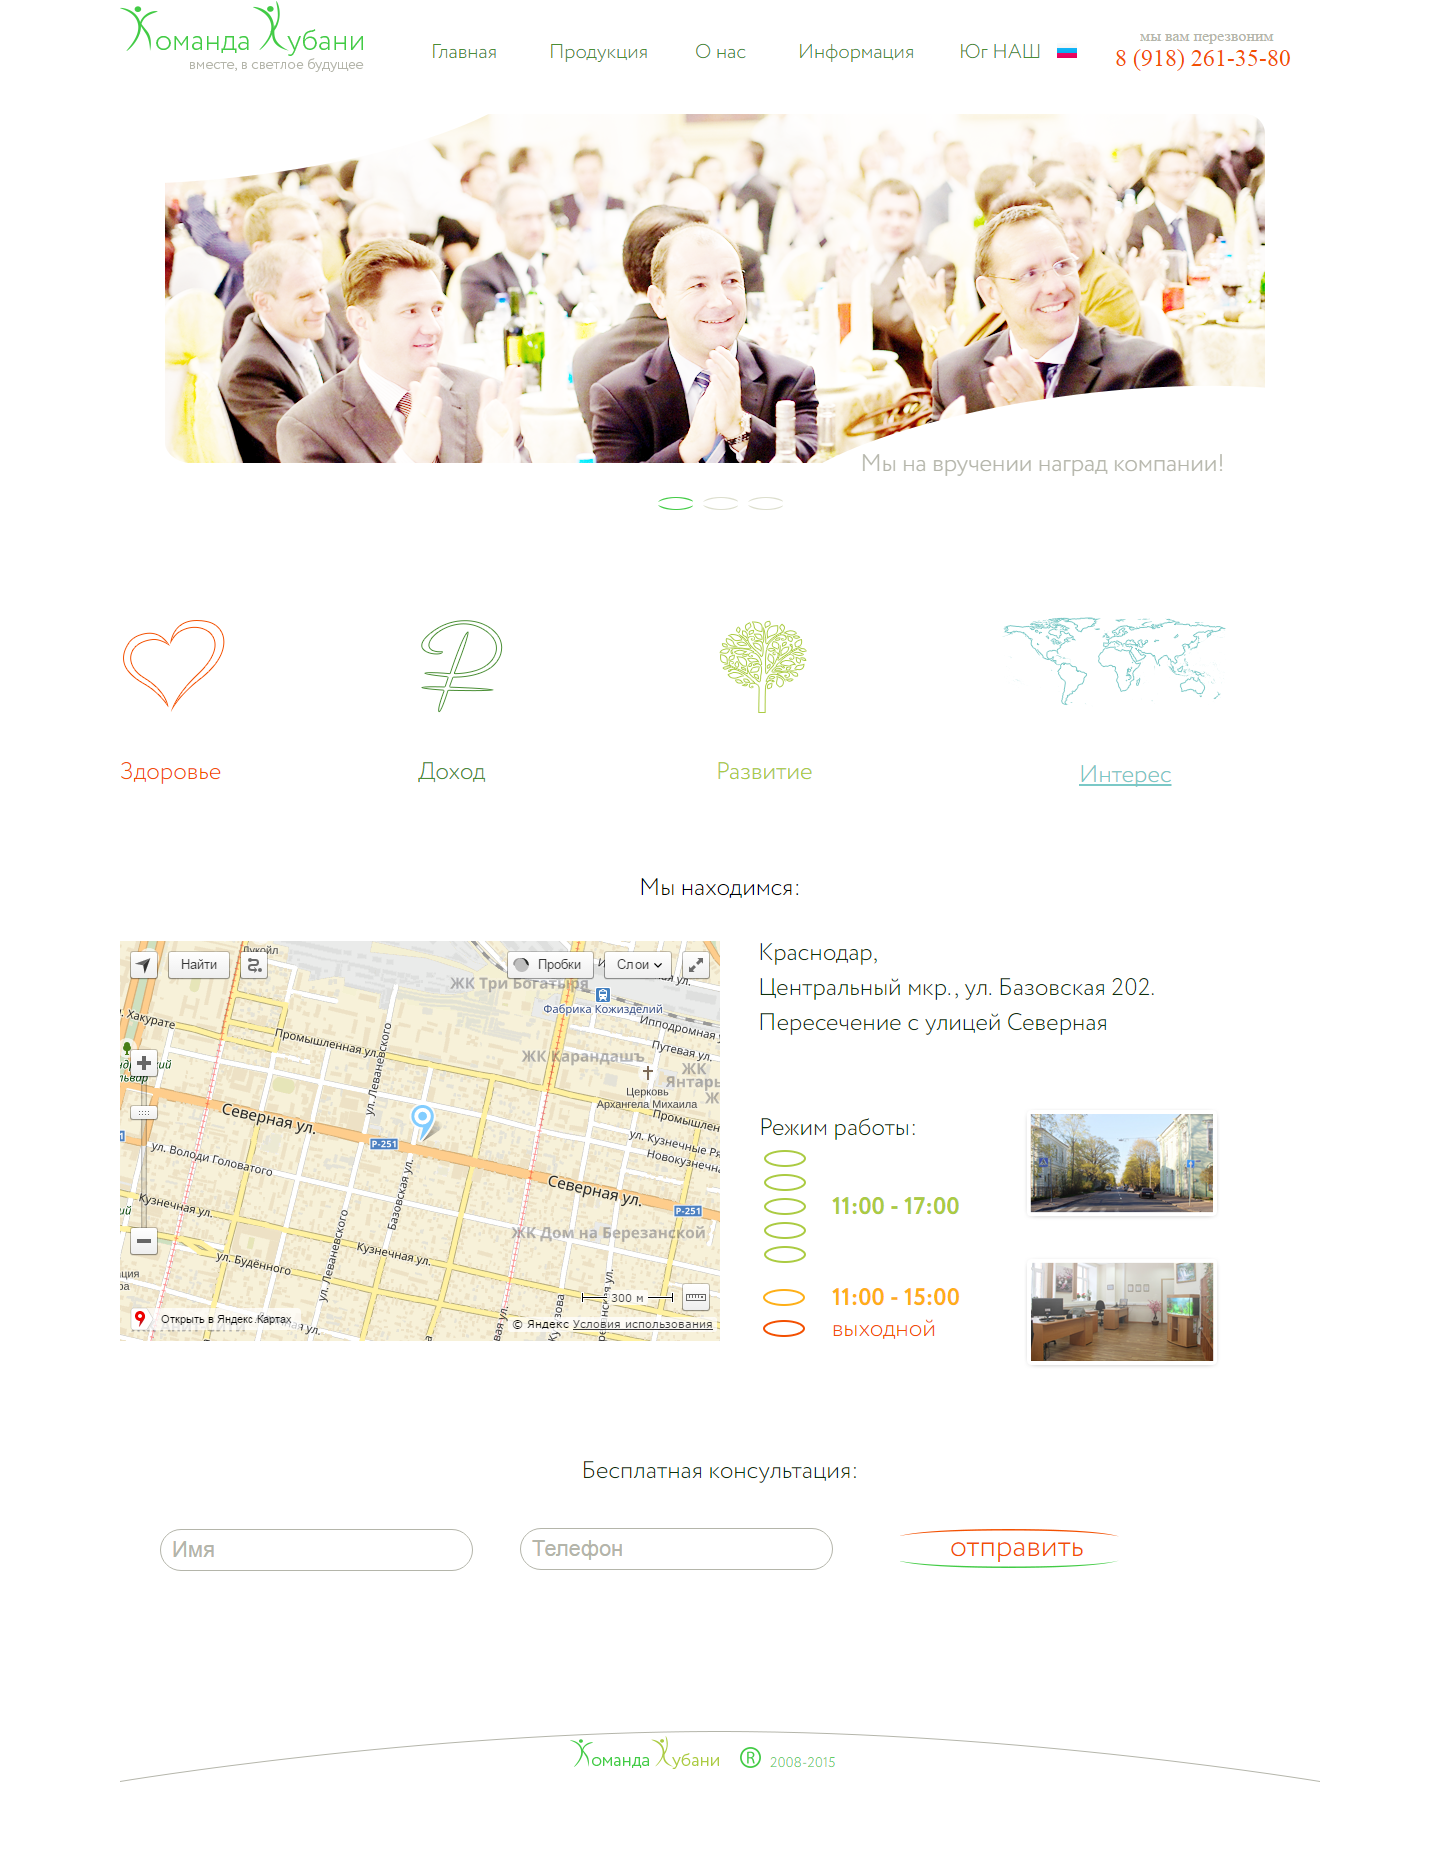 Команда Кубани
вместе, в светлое будущее
Главная
Продукция
О нас
Информация
Юг НАШ
мы вам перезвоним
8 (918) 261-35-80
Мы на вручении наград компании!
Здоровье
Доход
Развитие
Интерес
Мы находимся:
Лукойл
Найти
Пробки
Слои
ЖК Три Богатыря
Фабрика Кожизделий
ул. Хакурате
Промышленная ул.
ул. Леваневского
Ипподромная
Путевая ул.
ЖК Карандашъ
ЖК
Янтарь
Церковь
Архангела Михаила
Промышлен
Северная ул.
Р-251
ул. Кузнечные Ря
Новокузнечна
ул. Володи Головатого
Базовская ул.
Северная ул.
Р-251
Кузнечная ул.
ЖК Дом на Березанской
Кузнечная ул.
ул. Будённого
ул. Леваневского
300 м
Открыть в Яндекс.Картах
© Яндекс Условия использования
Краснодар,
Центральный мкр., ул. Базовская 202.
Пересечение с улицей Северная
Режим работы:
11:00 - 17:00
11:00 - 15:00
выходной
Бесплатная консультация:
Имя
Телефон
отправить
Команда Кубани ® 2008-2015